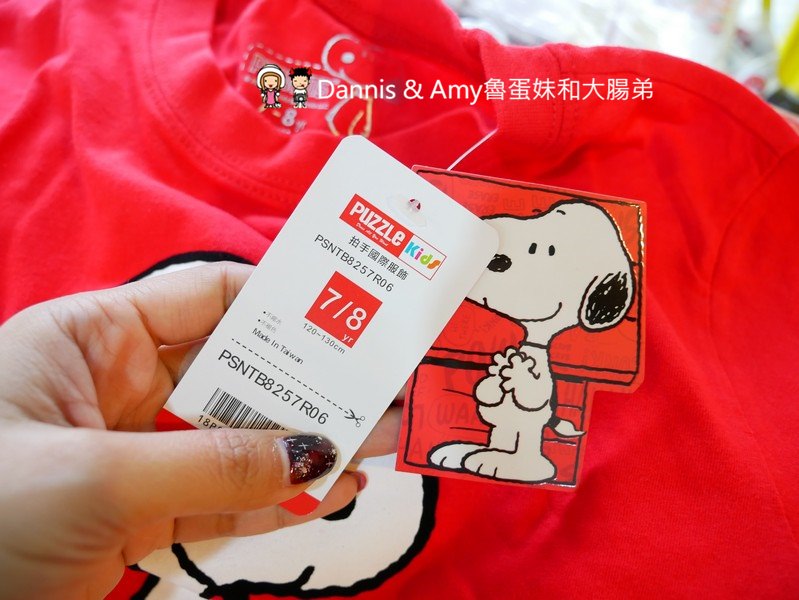 Dannis & Amy魯蛋妹和大腸弟
PUZZLE
Kids
拍手國際服飾
PSNTB8257R06
7/8
yr
120-130cm
Made In Taiwan
PSNTB8257R06